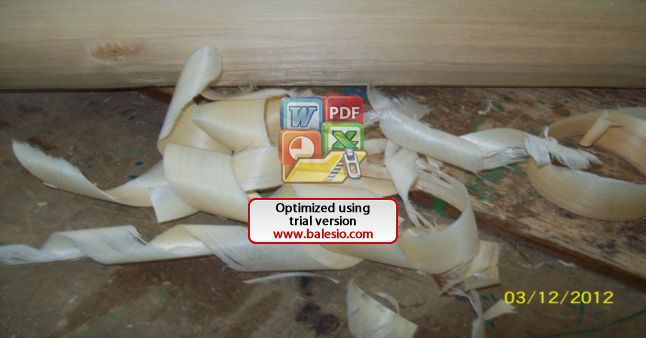 W
PDF
X
Optimized using
trial version
www.balesio.com
03/12/2012